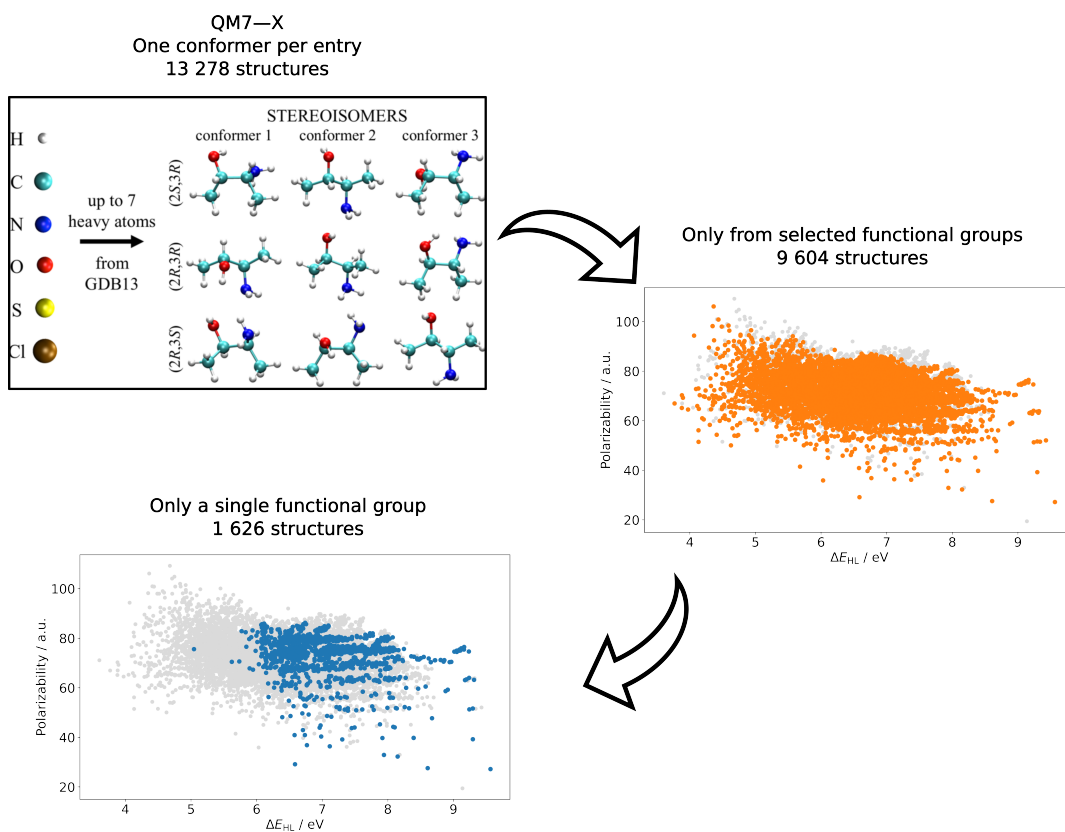 QM7—X
One conformer per entry
13 278 structures
STEREOISOMERS
conformer 1 conformer 2 conformer 3
H
C
N
O
S
Cl
up to 7
heavy atoms
from
GDB13
(2S,3R)
(2R,3R)
(2R,3S)
Only from selected functional groups
9 604 structures
Polarizability / a.u.
100
80
60
40
20
4 5 6 7 8 9
ΔE_HL / eV
Only a single functional group
1 626 structures
Polarizability / a.u.
100
80
60
40
20
4 5 6 7 8 9
ΔE_HL / eV